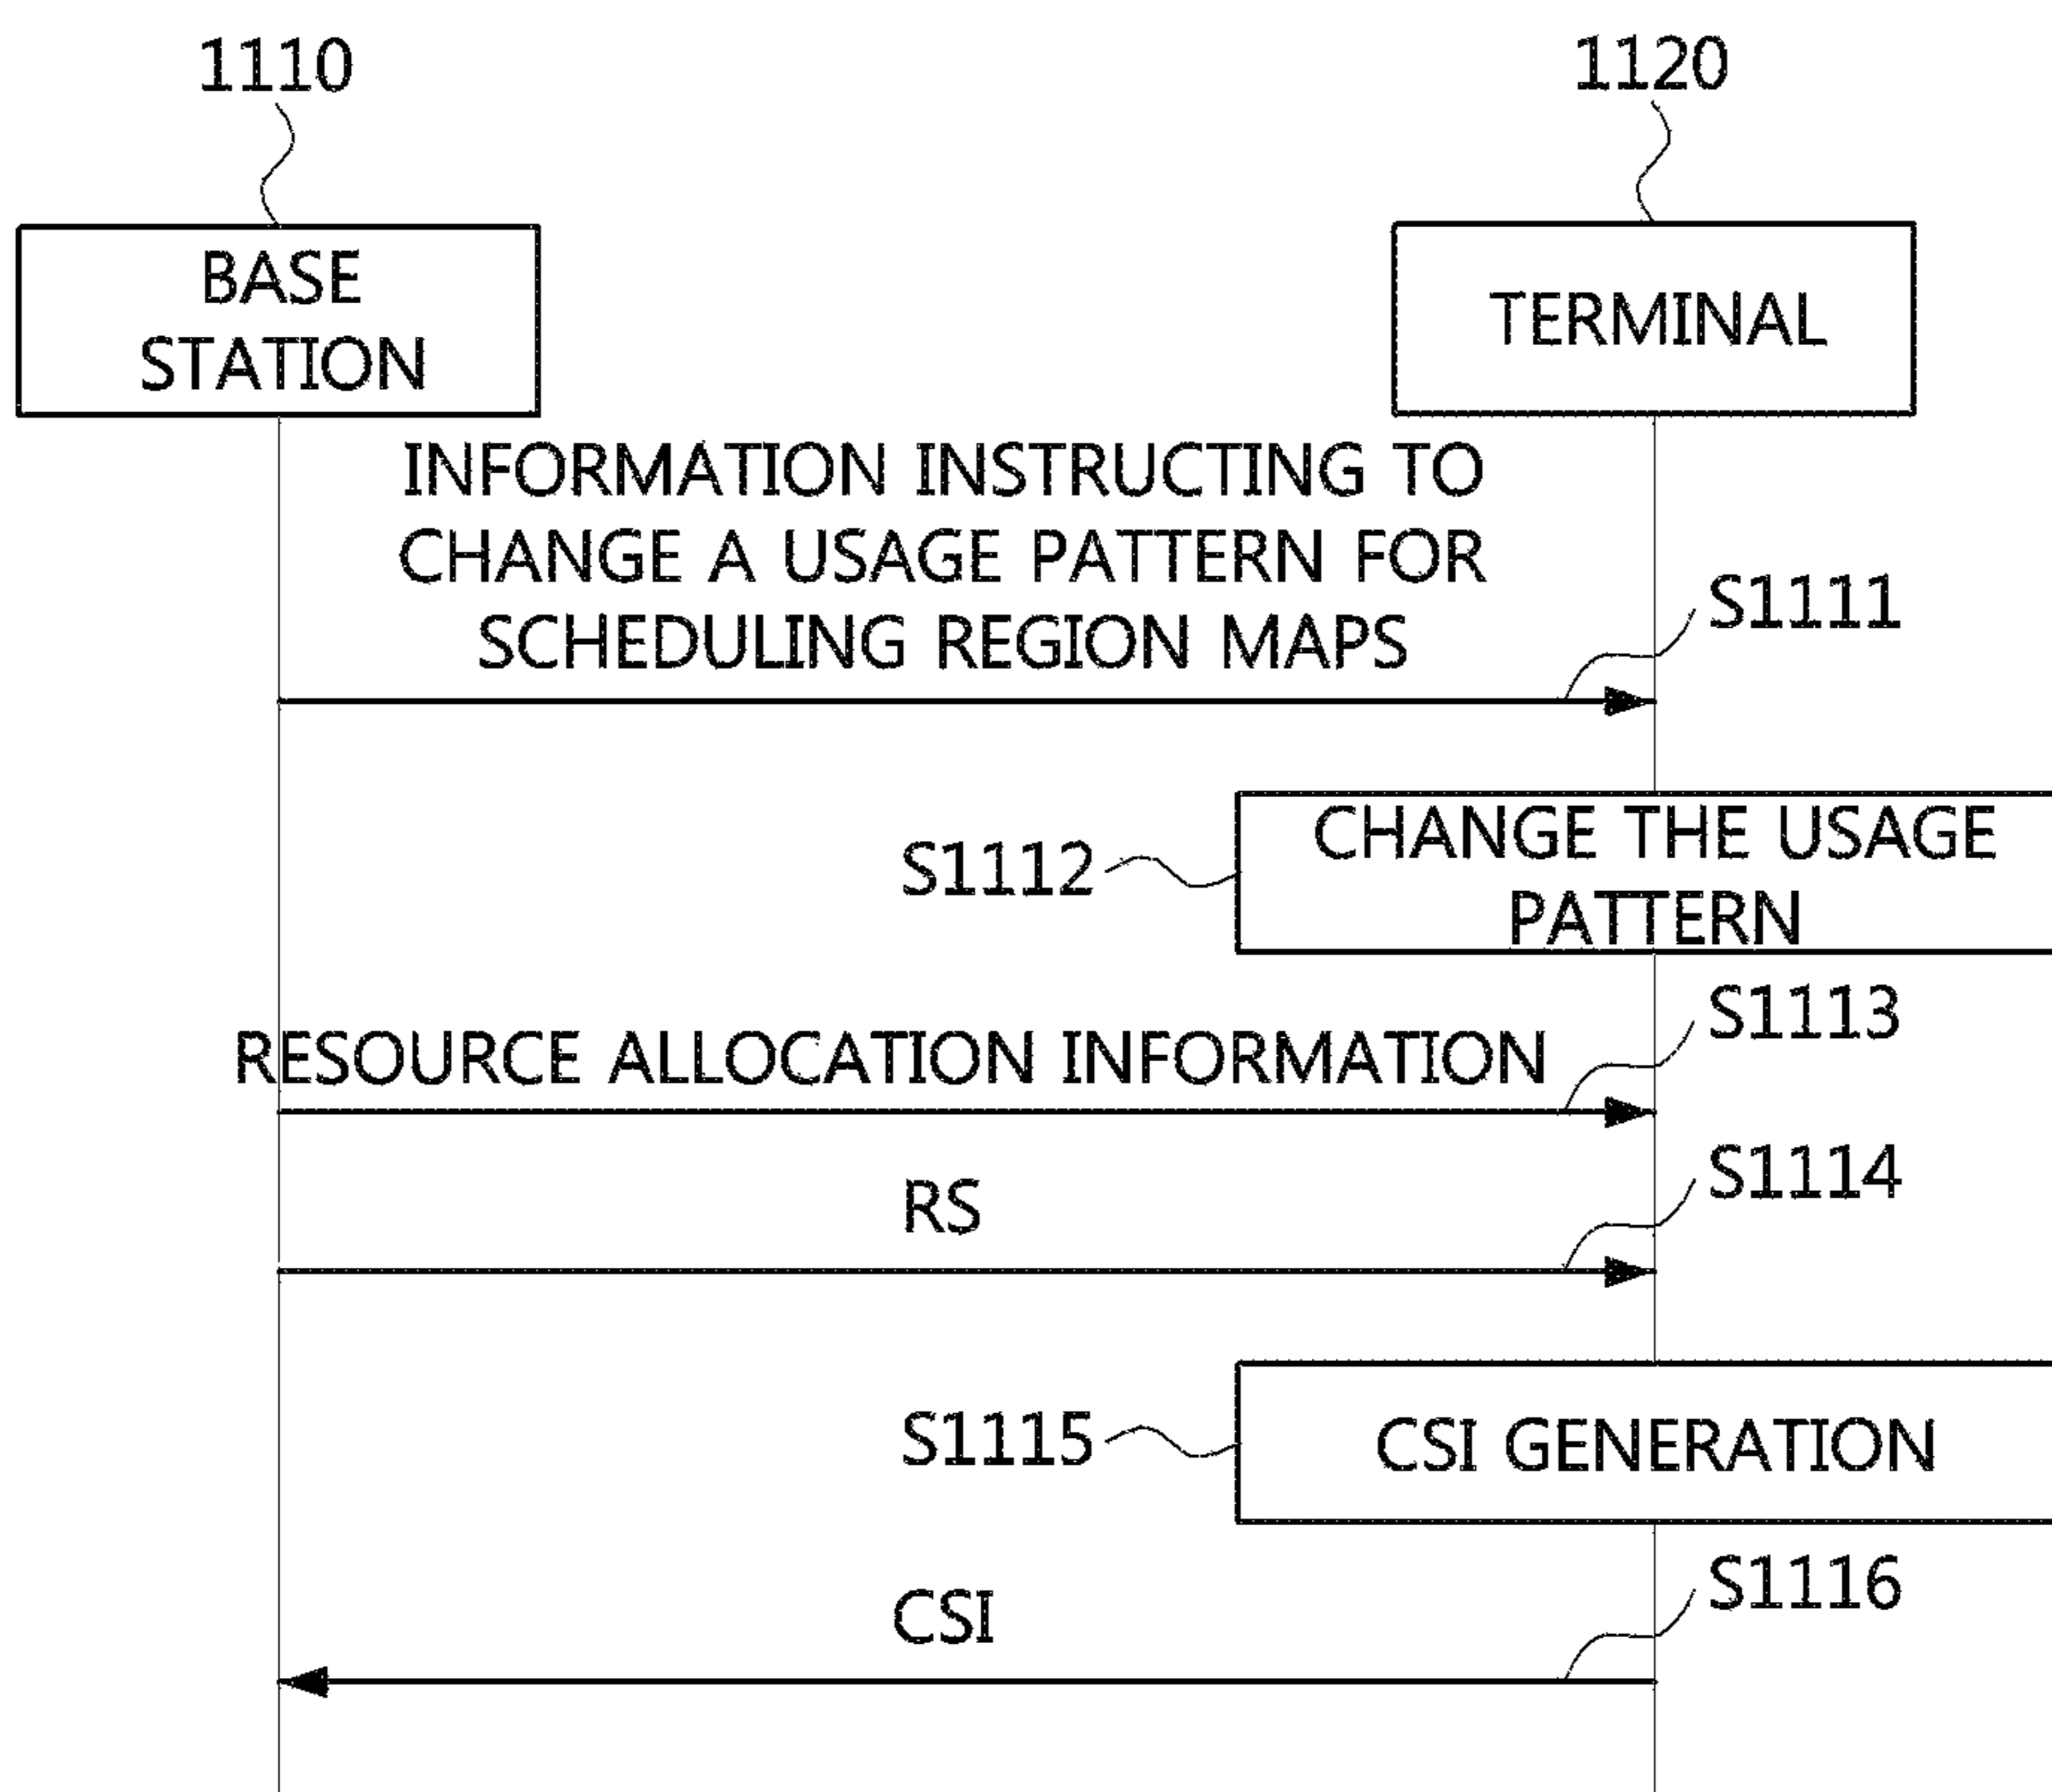 1110
1120
BASE
STATION
TERMINAL
INFORMATION INSTRUCTING TO
CHANGE A USAGE PATTERN FOR
SCHEDULING REGION MAPS
S1111
S1112
CHANGE THE USAGE
PATTERN
S1113
RESOURCE ALLOCATION INFORMATION
S1114
RS
S1115
CSI GENERATION
S1116
CSI